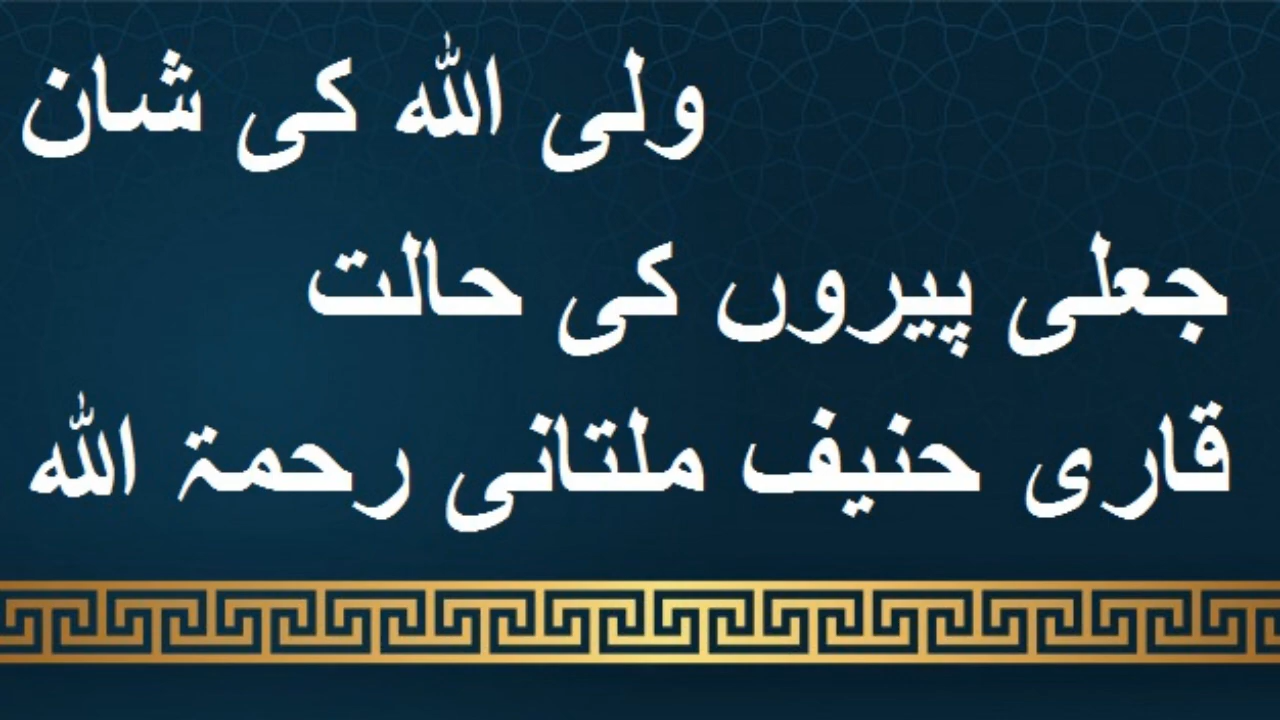 ولی اللہ کی شان
جعلی پیروں کی حالت
قاری حنیف ملتانی رحمۃ اللہ